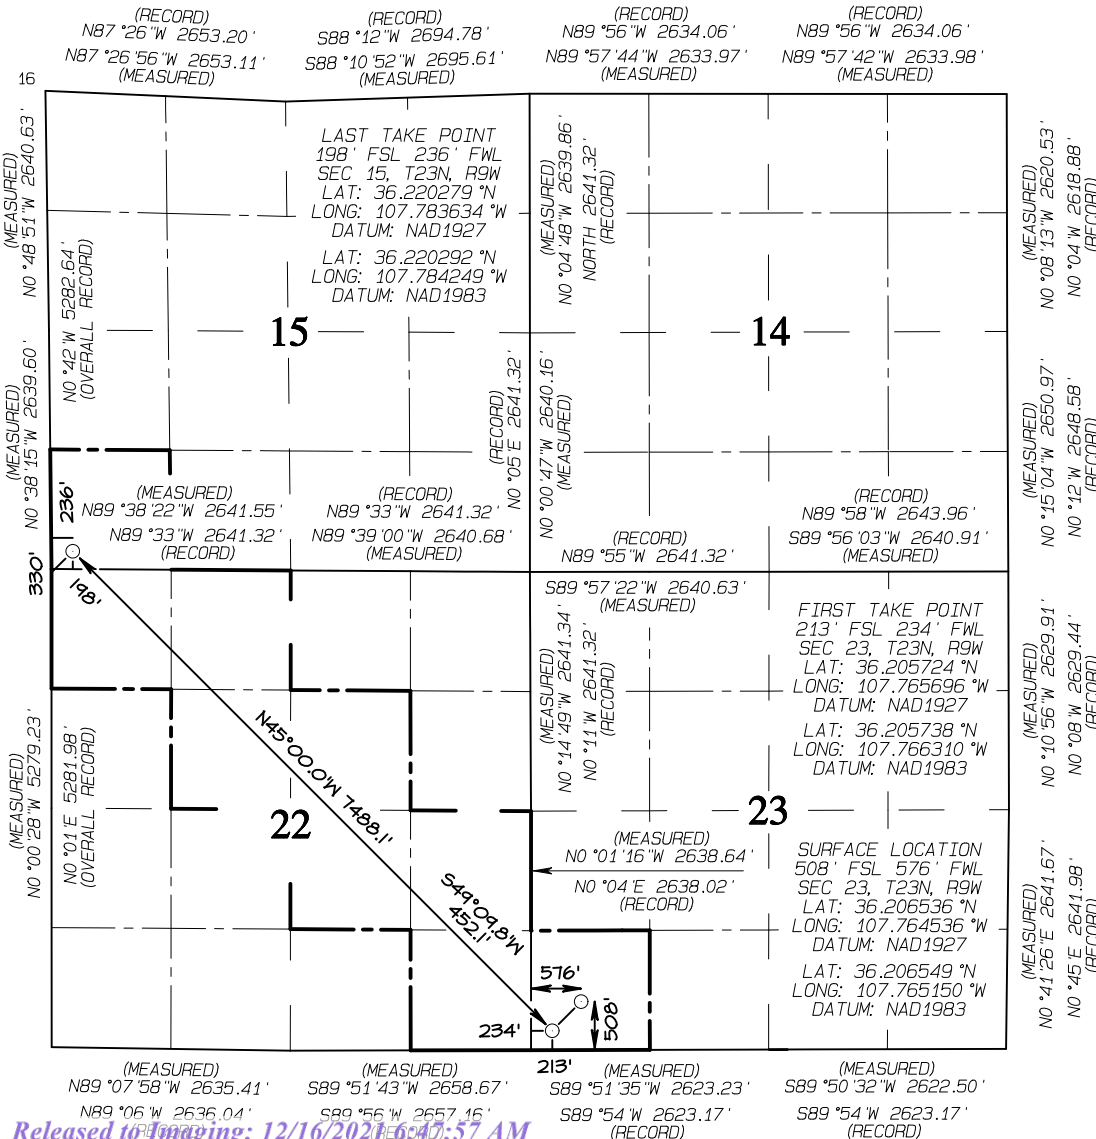 (RECORD)
N87°26'W 2653.20'
N87°26'56"W 2653.11'
(MEASURED)
(RECORD)
S88°12'W 2694.78'
S88°10'52"W 2695.61'
(MEASURED)
(RECORD)
N89°56'W 2634.06'
N89°57'44"W 2633.97'
(MEASURED)
(RECORD)
N89°56'W 2634.06'
N89°57'42"W 2633.98'
(MEASURED)
16
(MEASURED)
N0°48'51"W 2640.63'
LAST TAKE POINT
198' FSL 236' FWL
SEC 15, T23N, R9W
LAT: 36.220279°N
LONG: 107.783634°W
DATUM: NAD1927
LAT: 36.220292°N
LONG: 107.784249°W
DATUM: NAD1983
(MEASURED)
N0°04'48"W 2639.86'
NORTH 2641.32'
(RECORD)
(MEASURED)
N0°08'13"W 2620.53'
N0°04'W 2618.88'
(RECORD)
N0°42'W 5282.64'
(OVERALL RECORD)
15
14
(MEASURED)
N0°38'15"W 2639.60'
(RECORD)
N0°05'E 2641.32'
N0°00'47"W 2640.16'
(MEASURED)
(MEASURED)
N0°15'04"W 2650.97'
N0°12'W 2648.58'
(RECORD)
236'
(MEASURED)
N89°38'22"W 2641.55'
N89°33'W 2641.32'
(RECORD)
(RECORD)
N89°33'W 2641.32'
N89°39'00"W 2640.68'
(MEASURED)
(RECORD)
N89°55'W 2641.32'
S89°57'22"W 2640.63'
(MEASURED)
(RECORD)
N89°58'W 2643.96'
S89°56'03"W 2640.91'
(MEASURED)
330'
198'
FIRST TAKE POINT
213' FSL 234' FWL
SEC 23, T23N, R9W
LAT: 36.205724°N
LONG: 107.765696°W
DATUM: NAD1927
LAT: 36.205738°N
LONG: 107.766310°W
DATUM: NAD1983
(MEASURED)
N0°14'49"W 2641.34'
N0°11'W 2641.32'
(RECORD)
(MEASURED)
N0°10'56"W 2629.91'
N0°08'W 2629.44'
(RECORD)
(MEASURED)
N0°00'28"W 5279.23'
N0°01'E 5281.98'
(OVERALL RECORD)
N45°00.0'W 7488.1'
22
23
(MEASURED)
N0°01'16"W 2638.64'
N0°04'E 2638.02'
(RECORD)
SURFACE LOCATION
508' FSL 576' FWL
SEC 23, T23N, R9W
LAT: 36.206536°N
LONG: 107.764536°W
DATUM: NAD1927
LAT: 36.206549°N
LONG: 107.765150°W
DATUM: NAD1983
(MEASURED)
N0°41'26"E 2641.67'
N0°45'E 2641.98'
(RECORD)
S49°09.8'W
452.1'
576'
508'
234'
213'
(MEASURED)
N89°07'58"W 2635.41'
N89°06'W 2636.04'
(RECORD)
(MEASURED)
S89°51'43"W 2658.67'
S89°56'W 2657.16'
(RECORD)
(MEASURED)
S89°51'35"W 2623.23'
S89°54'W 2623.17'
(RECORD)
(MEASURED)
S89°50'32"W 2622.50'
S89°54'W 2623.17'
(RECORD)
Released to Imaging: 12/16/2021 6:47:57 AM